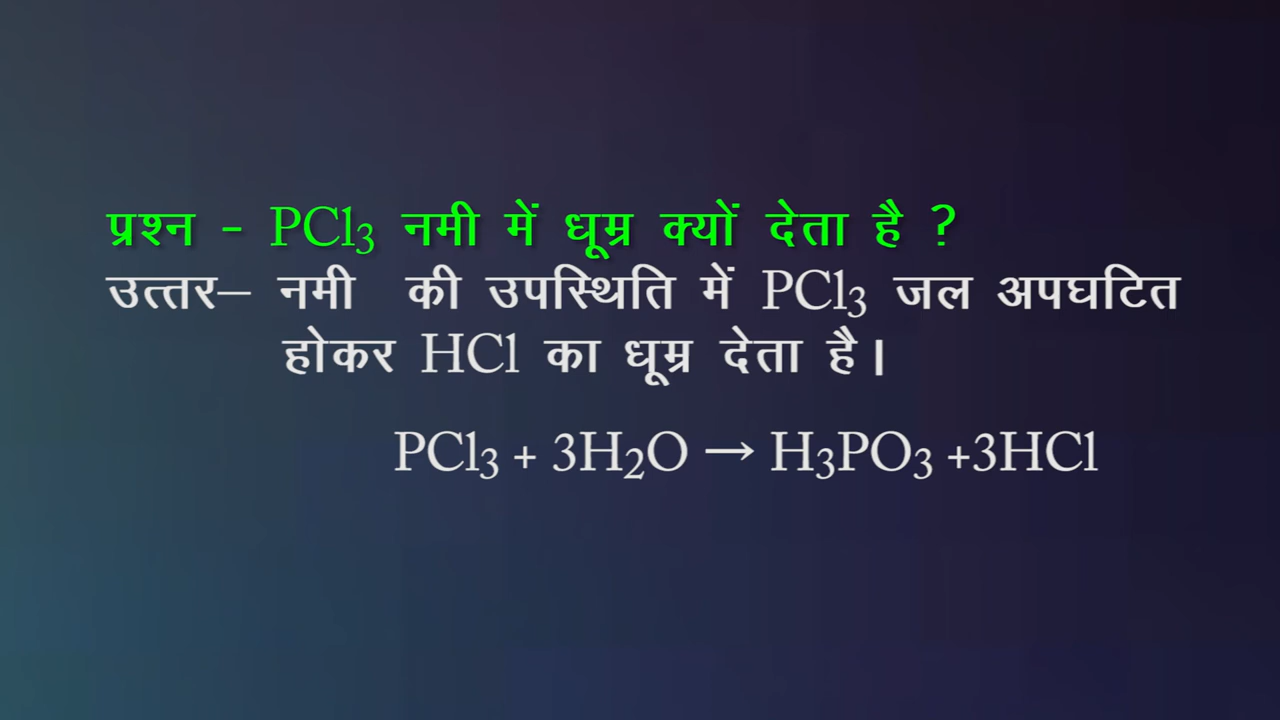 प्रश्न - PCl₃ नमी में धूम्र क्यों देता है ?
उत्तर– नमी की उपस्थिति में PCl₃ जल अपघटित
होकर HCl का धूम्र देता है।
PCl₃ + 3H₂O → H₃PO₃ +3HCl